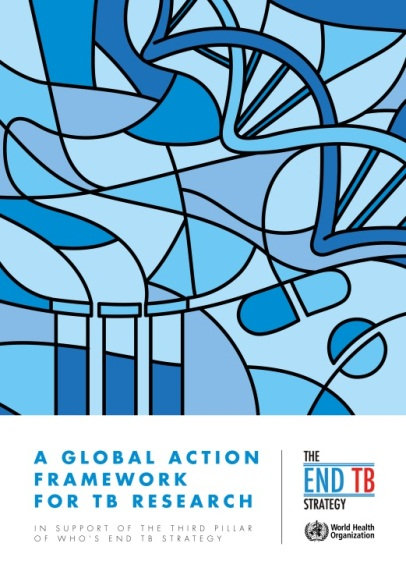 A GLOBAL ACTION
FRAMEWORK
FOR TB RESEARCH
IN SUPPORT OF THE THIRD PILLAR
OF WHO'S END TB STRATEGY
THE
END TB
STRATEGY
World Health
Organization